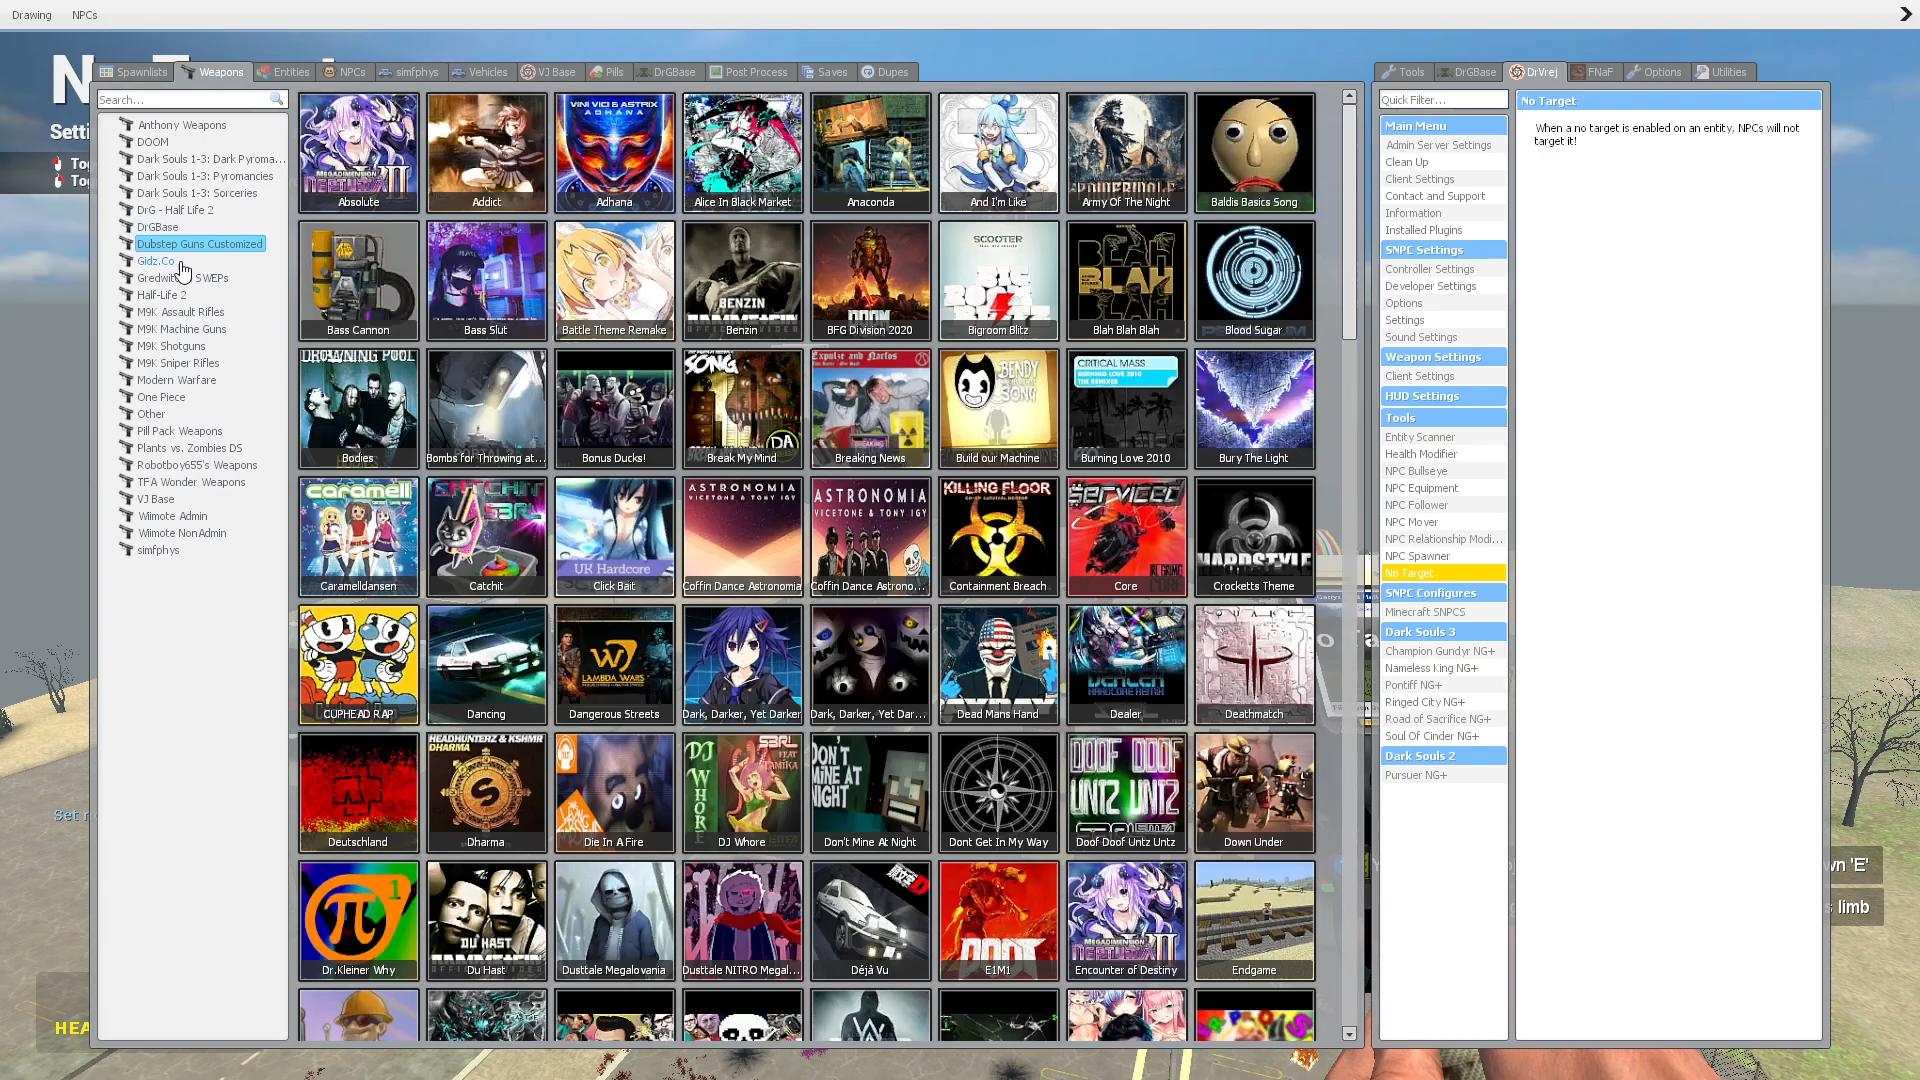 Drawing NPCs
Spawnlists Weapons Entities NPCs simfphys Vehicles VJ Base Pills DrGBase Post Process Saves Dupes
Search...
Anthony Weapons
DOOM
Dark Souls 1-3: Dark Pyroma...
Dark Souls 1-3: Pyromancies
Dark Souls 1-3: Sorceries
DrG - Half Life 2
DrGBase
Dubstep Guns Customized
Gidz.Co
Gredwit SWEPs
Half-Life 2
M9K Assault Rifles
M9K Machine Guns
M9K Shotguns
M9K Sniper Rifles
Modern Warfare
One Piece
Other
Pill Pack Weapons
Plants vs. Zombies DS
Robotboy655's Weapons
TFA Wonder Weapons
VJ Base
Wiimote Admin
Wiimote NonAdmin
simfphys
Absolute Addict Adhana Alice In Black Market Anaconda And I'm Like Army Of The Night Baldis Basics Song
Bass Cannon Bass Slut Battle Theme Remake Benzin BFG Division 2020 Bigroom Blitz Blah Blah Blah Blood Sugar
Bodies Bombs for Throwing at... Bonus Ducks! Break My Mind Breaking News Build our Machine Burning Love 2010 Bury The Light
Caramelldansen Catchit Click Bait Coffin Dance Astronomia Coffin Dance Astrono... Containment Breach Core Crocketts Theme
CUPHEAD RAP Dancing Dangerous Streets Dark, Darker, Yet Darker Dark, Darker, Yet Dar... Dead Mans Hand Dealer Deathmatch
Deutschland Dharma Die In A Fire DJ Whore Don't Mine At Night Dont Get In My Way Doof Doof Untz Untz Down Under
Dr.Kleiner Why Du Hast Dusttale Megalovania Dusttale NITRO Megal... Déjà Vu E1M1 Encounter of Destiny Endgame
Tools DrGBase DrVrej FNaF Options Utilities
Quick Filter...
Main Menu
Admin Server Settings
Clean Up
Client Settings
Contact and Support
Information
Installed Plugins
SNPC Settings
Controller Settings
Developer Settings
Options
Settings
Sound Settings
Weapon Settings
Client Settings
HUD Settings
Tools
Entity Scanner
Health Modifier
NPC Bullseye
NPC Equipment
NPC Follower
NPC Mover
NPC Relationship Modi...
NPC Spawner
No Target
SNPC Configures
Minecraft SNPCS
Dark Souls 3
Champion Gundyr NG+
Nameless King NG+
Pontiff NG+
Ringed City NG+
Road of Sacrifice NG+
Soul Of Cinder NG+
Dark Souls 2
Pursuer NG+
No Target
When a no target is enabled on an entity, NPCs will not
target it!
Setti
Tog
Tog
Set
HEA
wn 'E'
limb